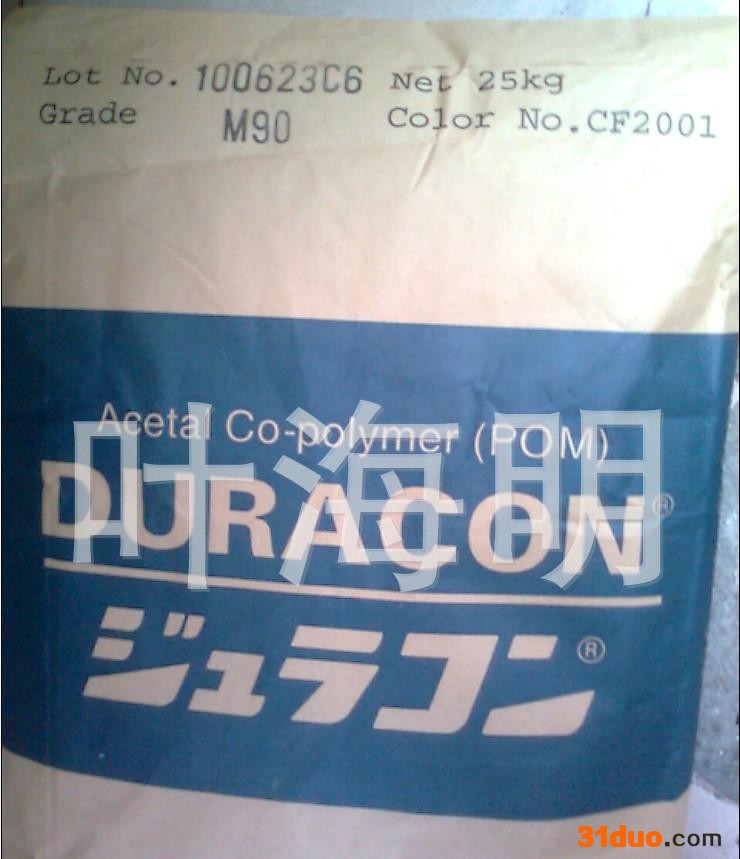 Lot No. 100623C6 Net 25kg
Grade M90 Color No.CF2001
Acetal Co-polymer (POM)
叶海明
DURACON®
ジュラコン®
31duo.com